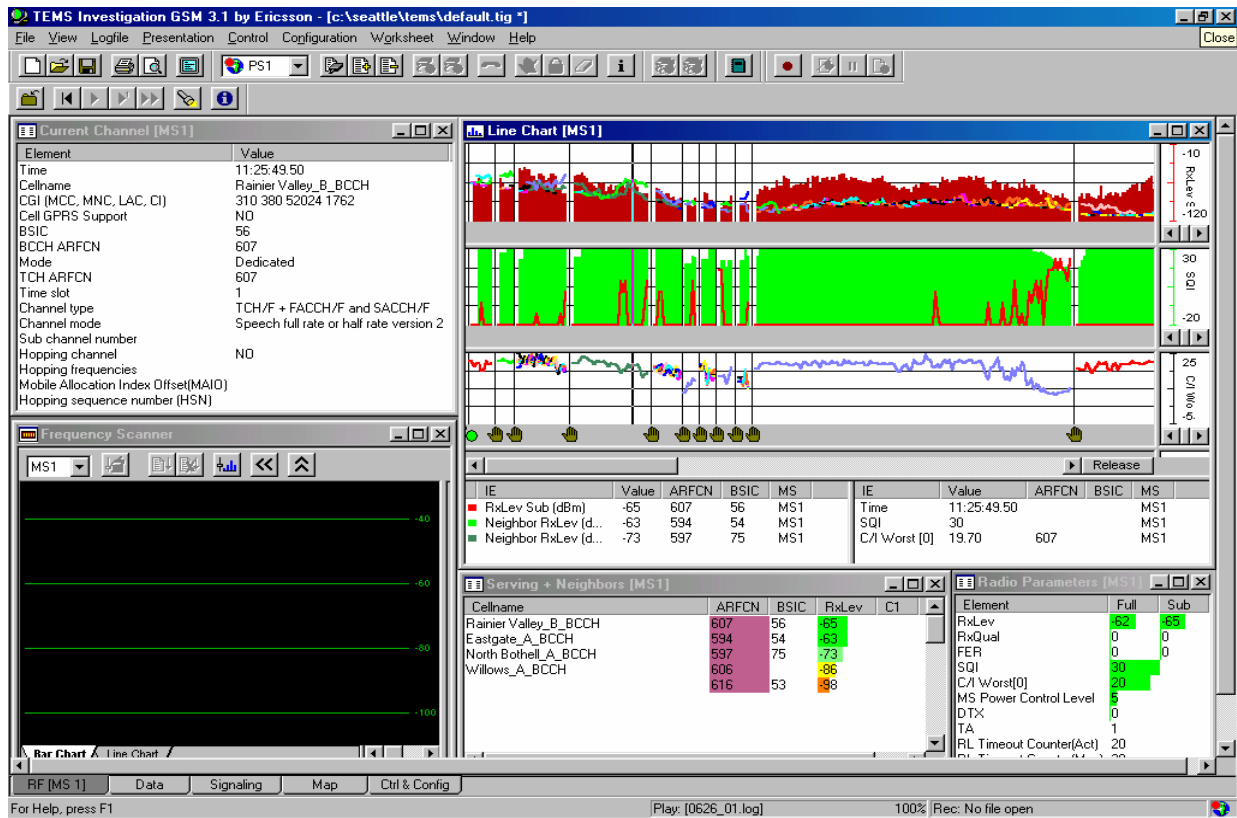 TEMS Investigation GSM 3.1 by Ericsson - [c:\seattle\tems\default.tig *]
File View Logfile Presentation Control Configuration Worksheet Window Help
Close
PS1
Current Channel [MS1]
Element Value
Time 11:25:49.50
Cellname Rainier Valley_B_BCCH
CGI (MCC, MNC, LAC, CI) 310 380 52024 1762
Cell GPRS Support NO
BSIC 56
BCCH ARFCN 607
Mode Dedicated
TCH ARFCN 607
Time slot 1
Channel type TCH/F + FACCH/F and SACCH/F
Channel mode Speech full rate or half rate version 2
Sub channel number
Hopping channel NO
Hopping frequencies
Mobile Allocation Index Offset(MAIO)
Hopping sequence number (HSN)
Line Chart [MS1]
-10
RxLev s
-120
30
SQI
-20
25
C/I Wo
-5.
Release
IE Value ARFCN BSIC MS
RxLev Sub (dBm) -65 607 56 MS1
Neighbor RxLev (d... -63 594 54 MS1
Neighbor RxLev (d... -73 597 75 MS1
IE Value ARFCN BSIC MS
Time 11:25:49.50 MS1
SQI 30 MS1
C/I Worst [0] 19.70 607 MS1
Frequency Scanner
MS1
-40
-60
-80
-100
Bar Chart Line Chart
Serving + Neighbors [MS1]
Cellname ARFCN BSIC RxLev C1
Rainier Valley_B_BCCH 607 56 -65
Eastgate_A_BCCH 594 54 -63
North Bothell_A_BCCH 597 75 -73
Willows_A_BCCH 606 -86
616 53 -98
Radio Parameters [MS1]
Element Full Sub
RxLev -62 -65
RxQual 0 0
FER 0 0
SQI 30
C/I Worst[0] 20
MS Power Control Level 5
DTX 0
TA 1
RL Timeout Counter(Act) 20
RF [MS 1] Data Signaling Map Ctrl & Config
For Help, press F1
Play: [0626_01.log]
100%
Rec: No file open